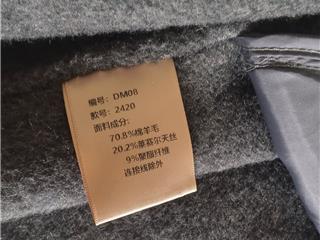 编号: DM08
款号: 2420
面料成分:
70.8%棉羊毛
20.2%莱赛尔天丝
9%聚酯纤维
连接线除外